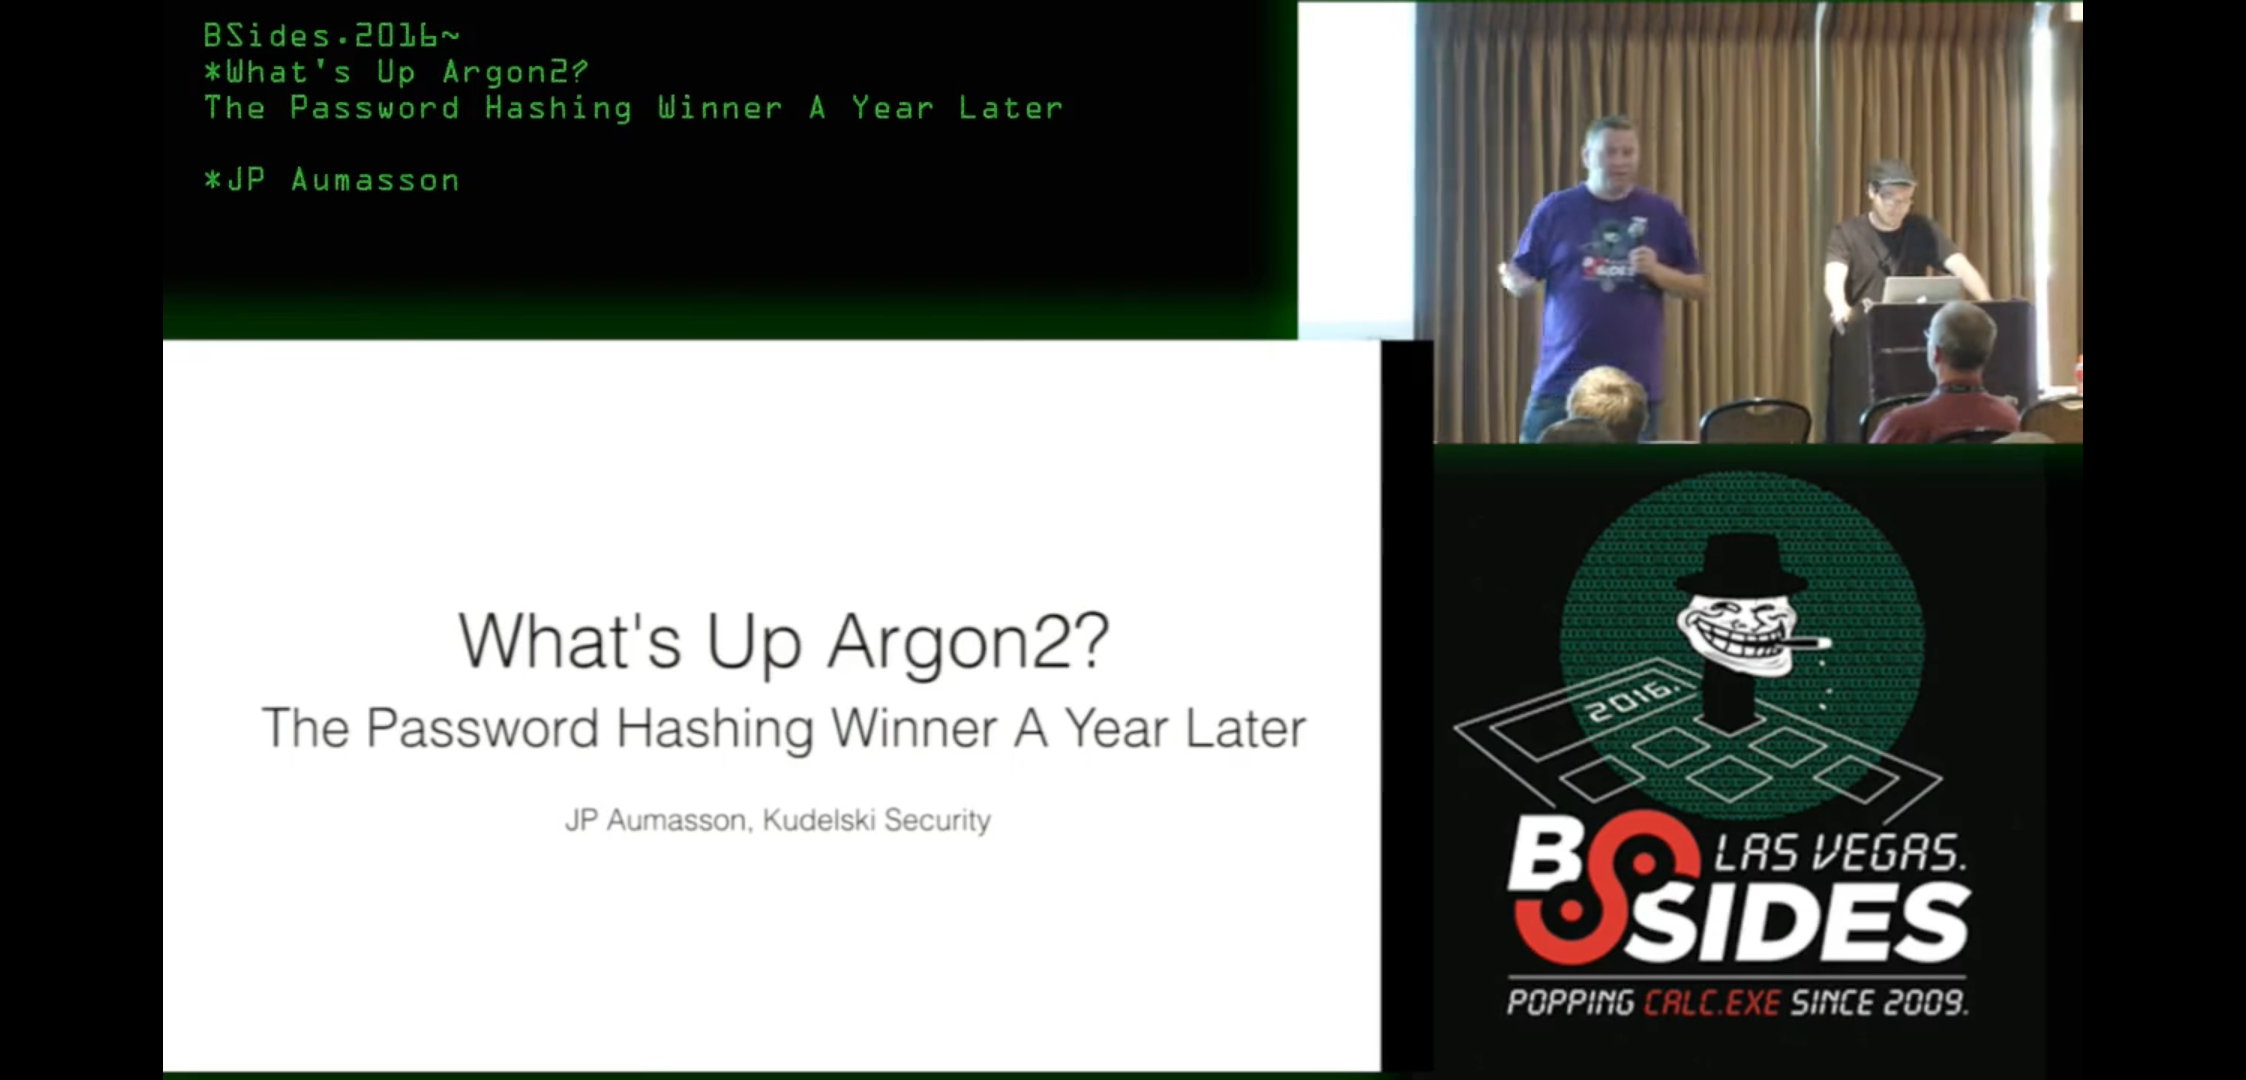 BSides.2016~
*What's Up Argon2?
The Password Hashing Winner A Year Later
*JP Aumasson
SIDES
What's Up Argon2?
The Password Hashing Winner A Year Later
JP Aumasson, Kudelski Security
2016.
BSIDES
LAS VEGAS.
POPPING CALC.EXE SINCE 2009.